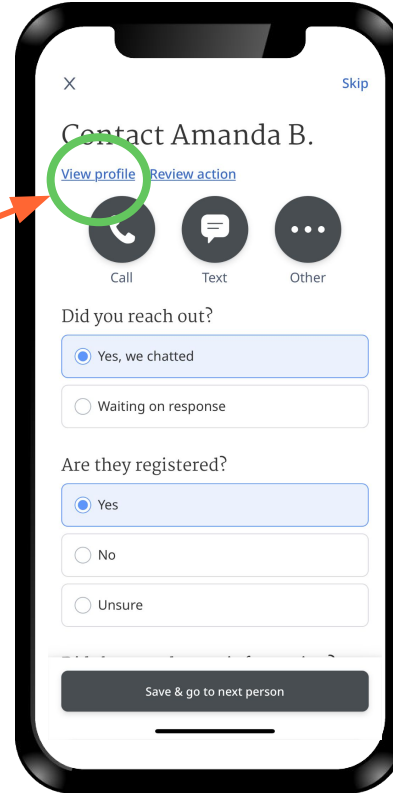 X
Skip
Contact Amanda B.
View profile Review action
Call Text Other
Did you reach out?
Yes, we chatted
Waiting on response
Are they registered?
Yes
No
Unsure
Save & go to next person